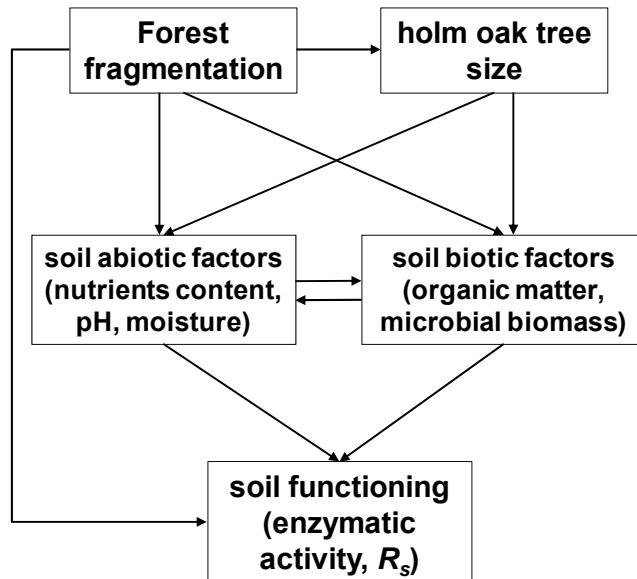 Forest
fragmentation
holm oak tree
size
soil abiotic factors
(nutrients content,
pH, moisture)
soil biotic factors
(organic matter,
microbial biomass)
soil functioning
(enzymatic
activity, Rs)